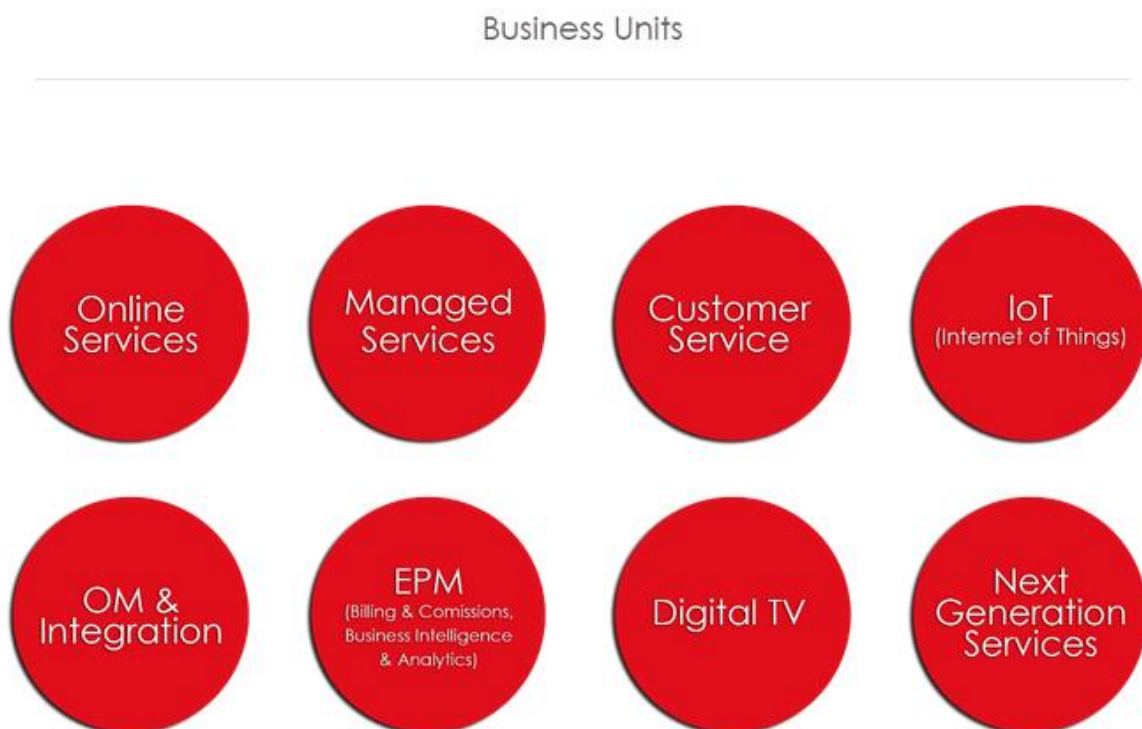 Business Units
Online
Services
Managed
Services
Customer
Service
IoT
(Internet of Things)
OM &
Integration
EPM
(Billing & Comissions,
Business Intelligence
& Analytics)
Digital TV
Next
Generation
Services